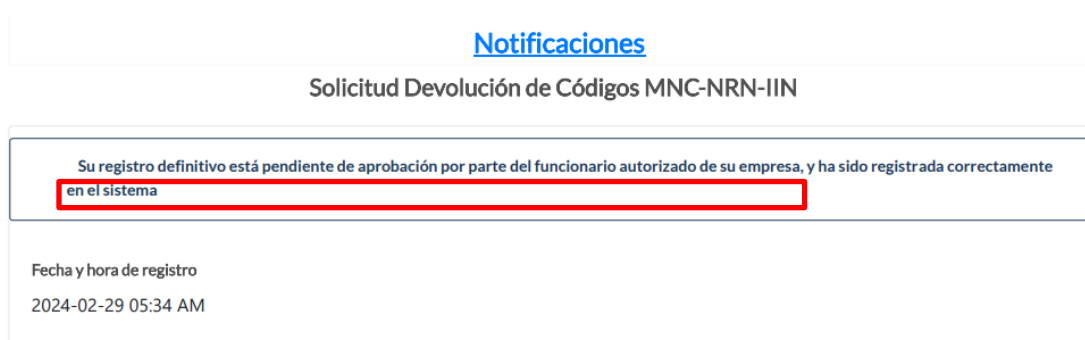 Notificaciones
Solicitud Devolución de Códigos MNC-NRN-IIN
Su registro definitivo está pendiente de aprobación por parte del funcionario autorizado de su empresa, y ha sido registrada correctamente
en el sistema
Fecha y hora de registro
2024-02-29 05:34 AM